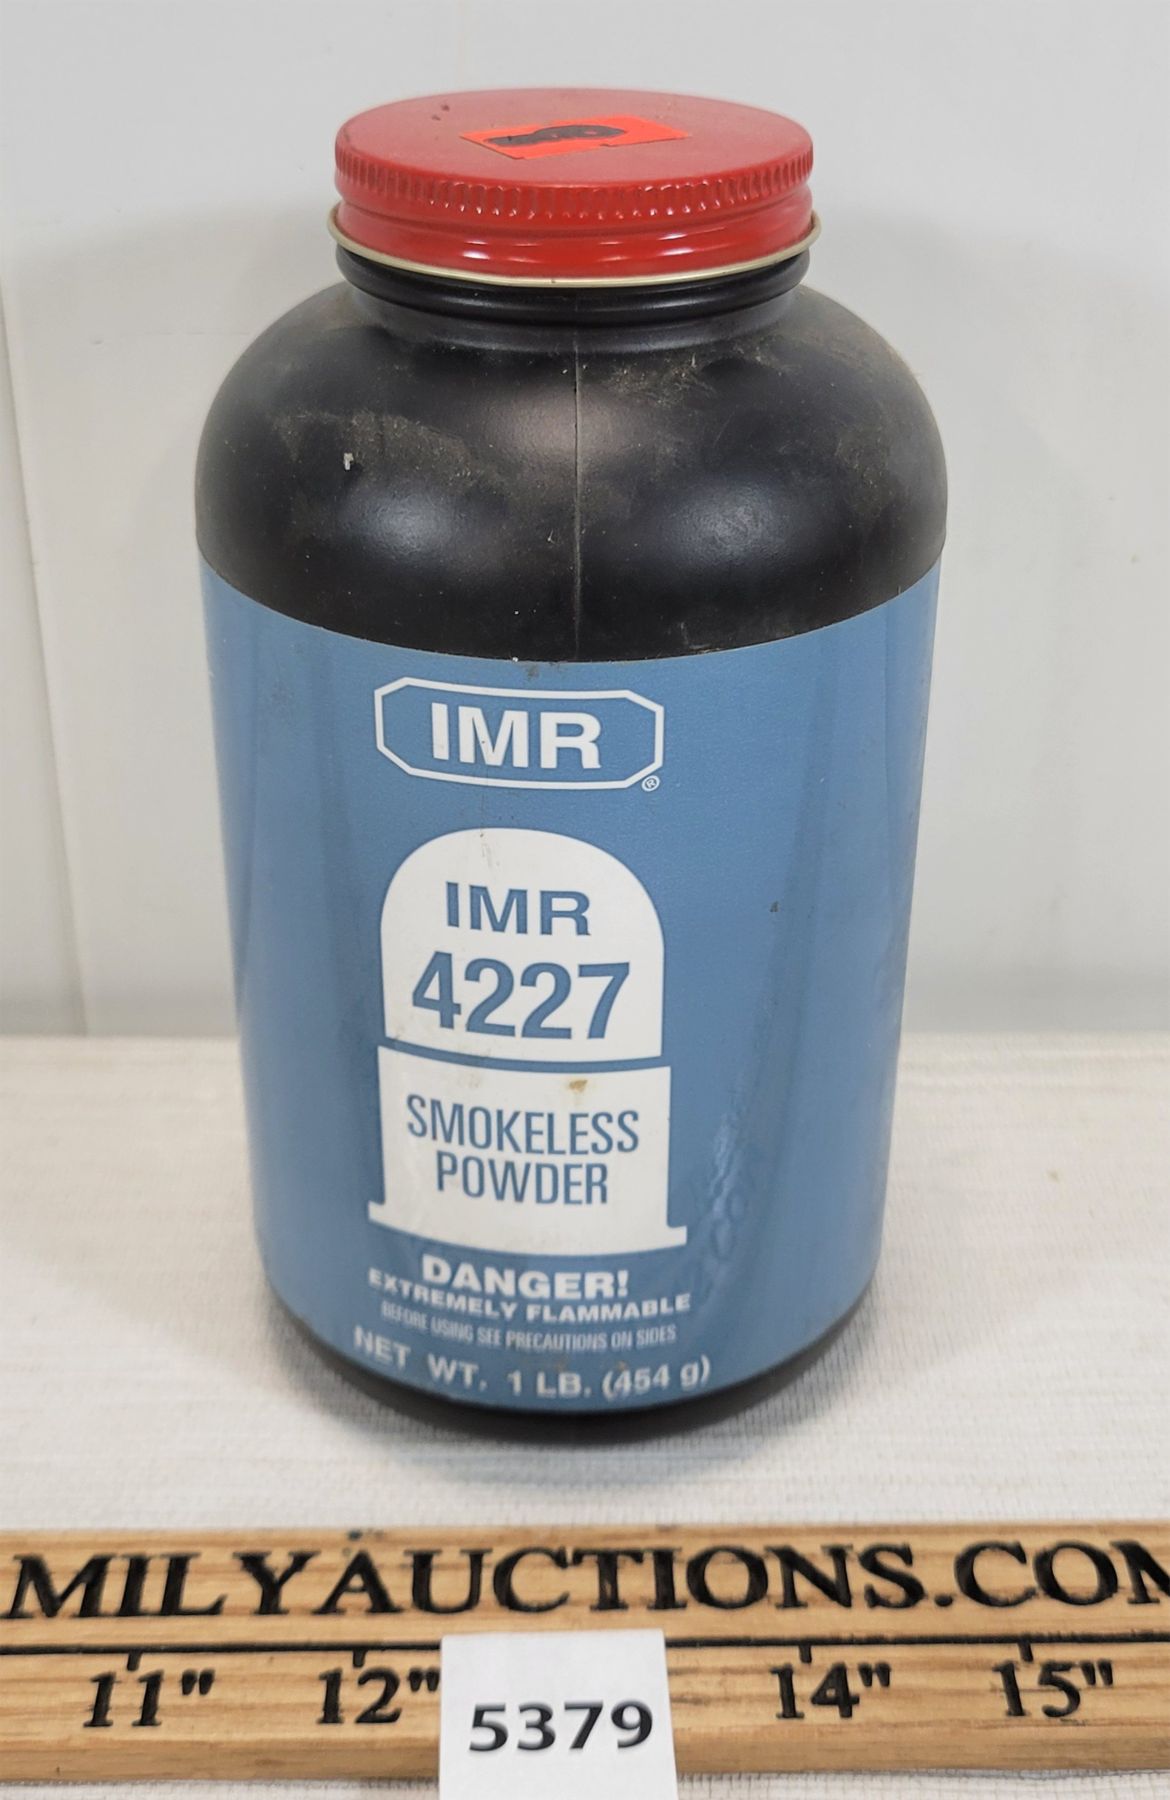 IMR
®
IMR
4227
SMOKELESS
POWDER
DANGER!
EXTREMELY FLAMMABLE
BEFORE USING SEE PRECAUTIONS ON SIDES
NET WT. 1 LB. (454 g)
MILYAUCTIONS.COM
11" 12" 14" 15"
5379